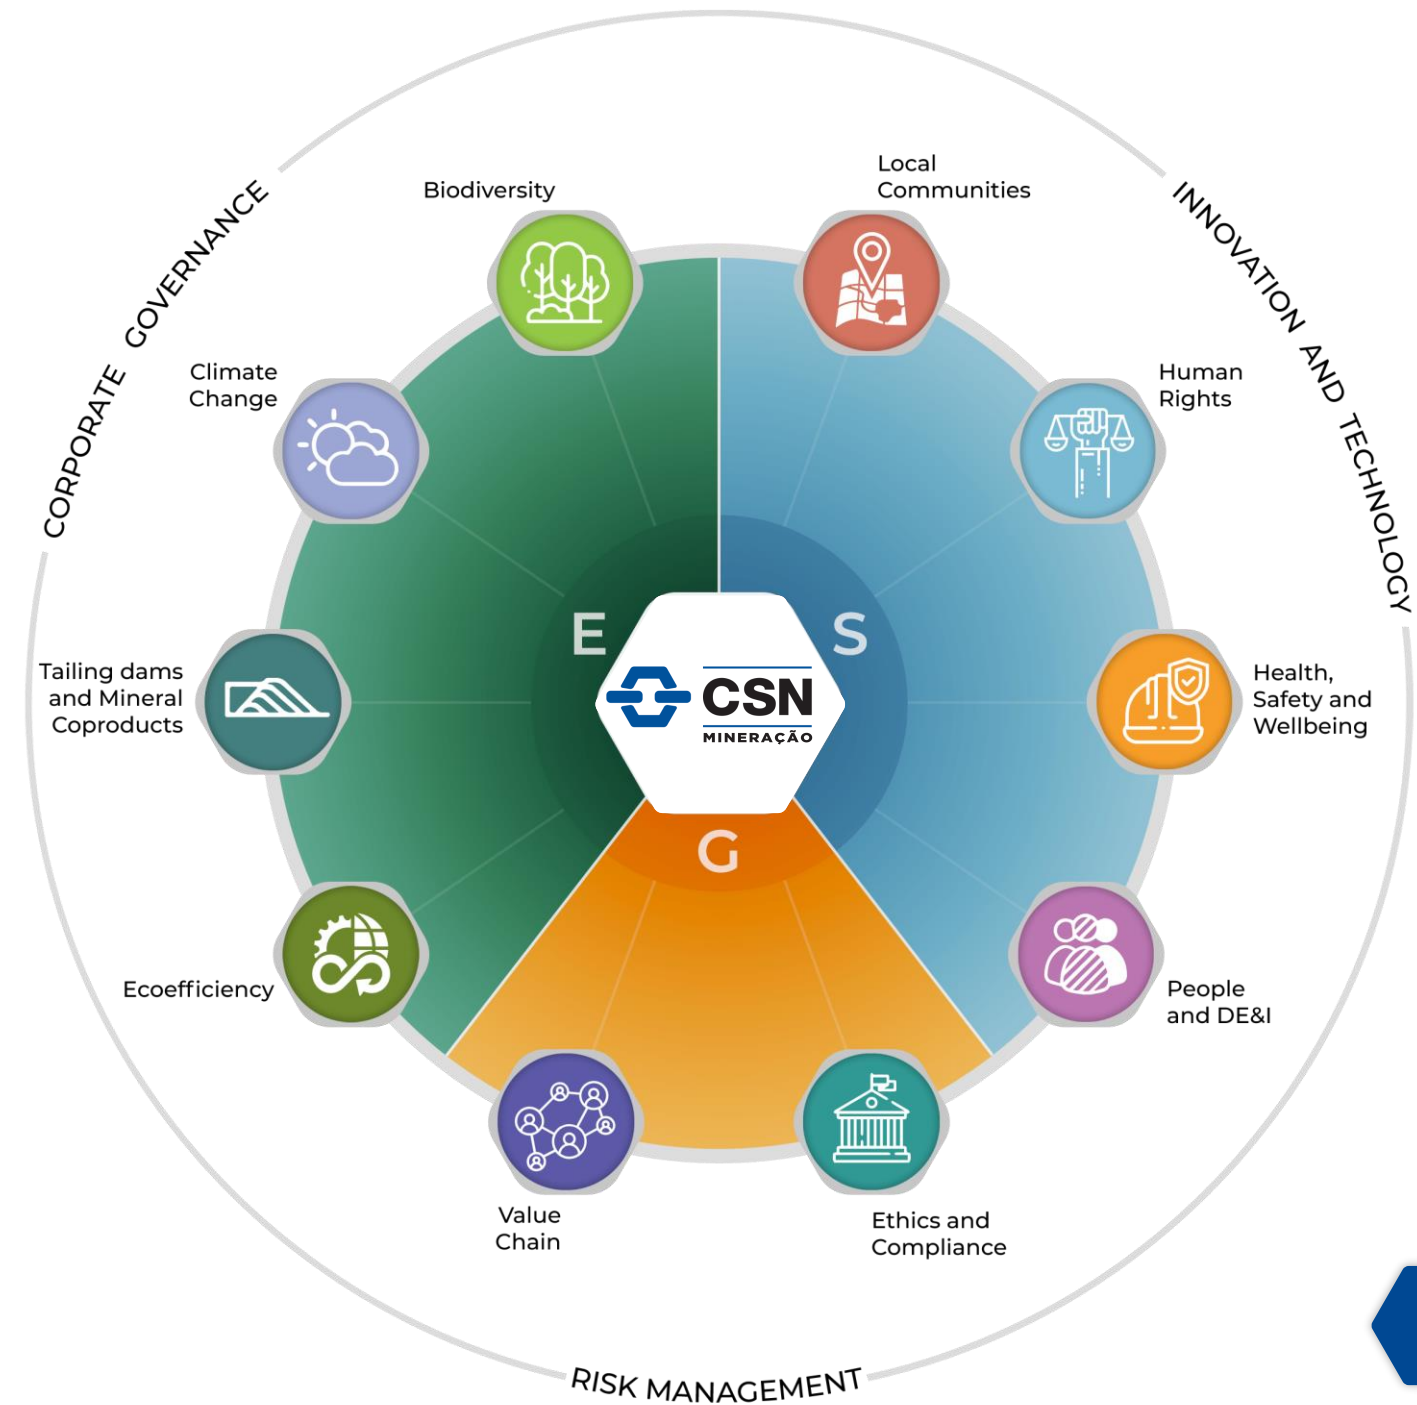 CORPORATE GOVERNANCE
INNOVATION AND TECHNOLOGY
Biodiversity
Local
Communities
Climate
Change
Human
Rights
E
S
Tailing dams
and Mineral
Coproducts
CSN
MINERAÇÃO
Health,
Safety and
Wellbeing
G
Ecoefficiency
People
and DE&I
Value
Chain
Ethics and
Compliance
RISK MANAGEMENT